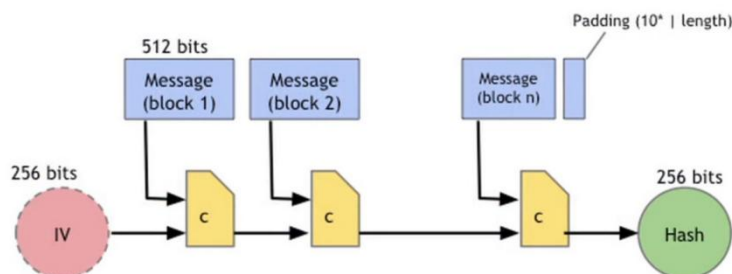 Padding (10* | length)
512 bits
Message
(block 1)
Message
(block 2)
Message
(block n)
256 bits
256 bits
IV
c
c
c
Hash